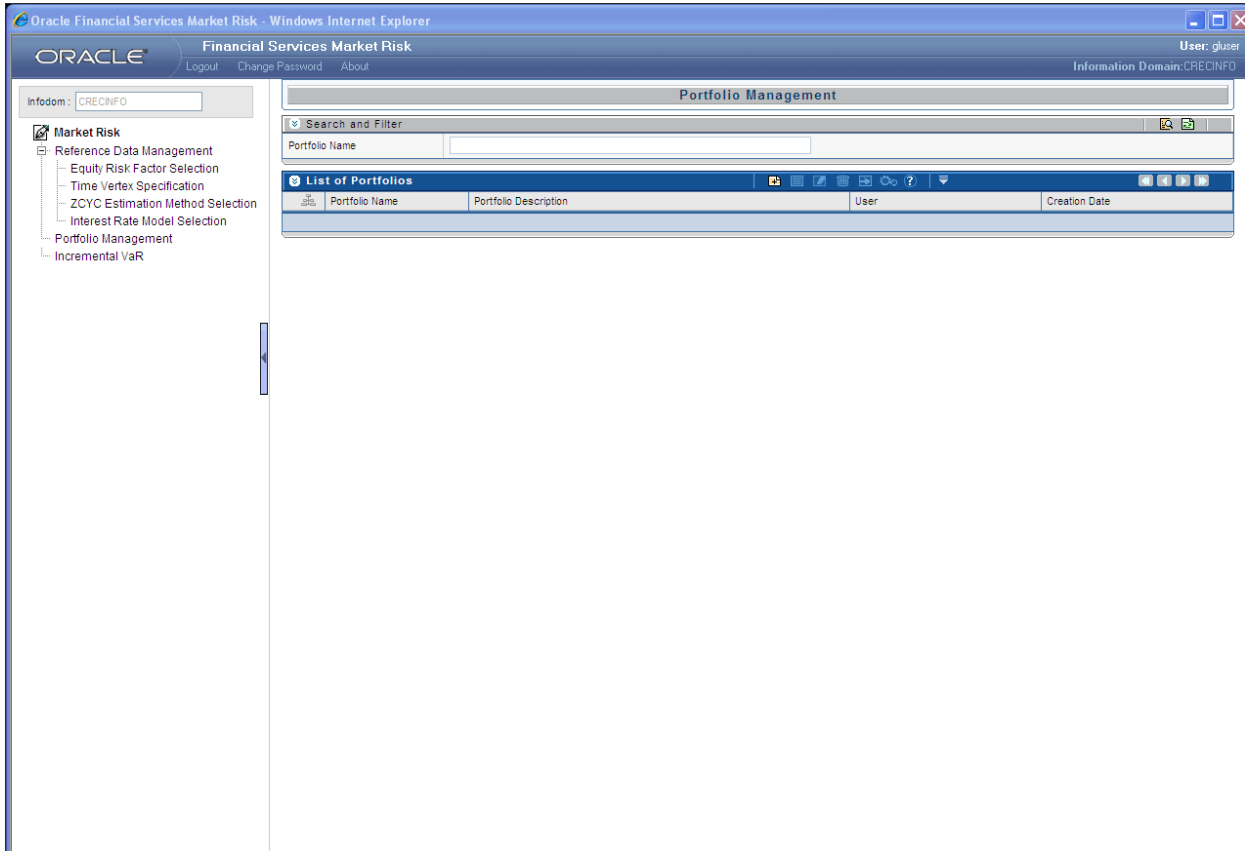 Oracle Financial Services Market Risk - Windows Internet Explorer
ORACLE
Financial Services Market Risk
User: gluser
Logout Change Password About
Information Domain:CRECINFO
Infodom : CRECINFO
Market Risk
Reference Data Management
Equity Risk Factor Selection
Time Vertex Specification
ZCYC Estimation Method Selection
Interest Rate Model Selection
Portfolio Management
Incremental VaR
Portfolio Management
Search and Filter
Portfolio Name
List of Portfolios
Portfolio Name Portfolio Description User Creation Date